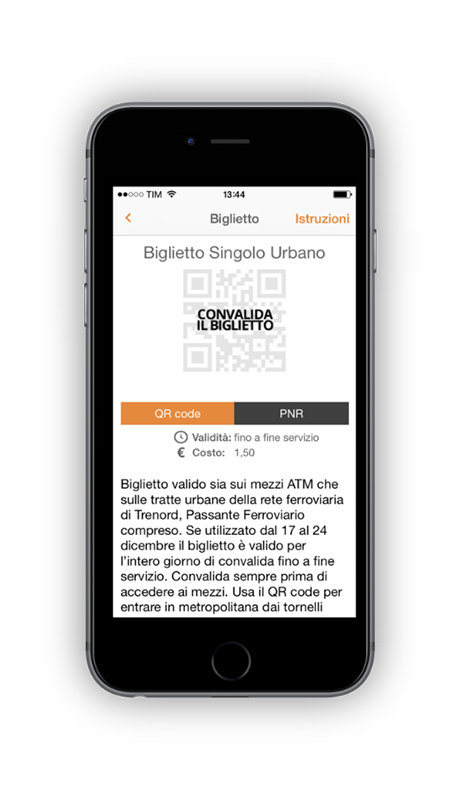 TIM 13:44
Biglietto Istruzioni
Biglietto Singolo Urbano
CONVALIDA
IL BIGLIETTO
QR code PNR
Validità: fino a fine servizio
€ Costo: 1,50
Biglietto valido sia sui mezzi ATM che
sulle tratte urbane della rete ferroviaria
di Trenord, Passante Ferroviario
compreso. Se utilizzato dal 17 al 24
dicembre il biglietto è valido per
l'intero giorno di convalida fino a fine
servizio. Convalida sempre prima di
accedere ai mezzi. Usa il QR code per
entrare in metropolitana dai tornelli